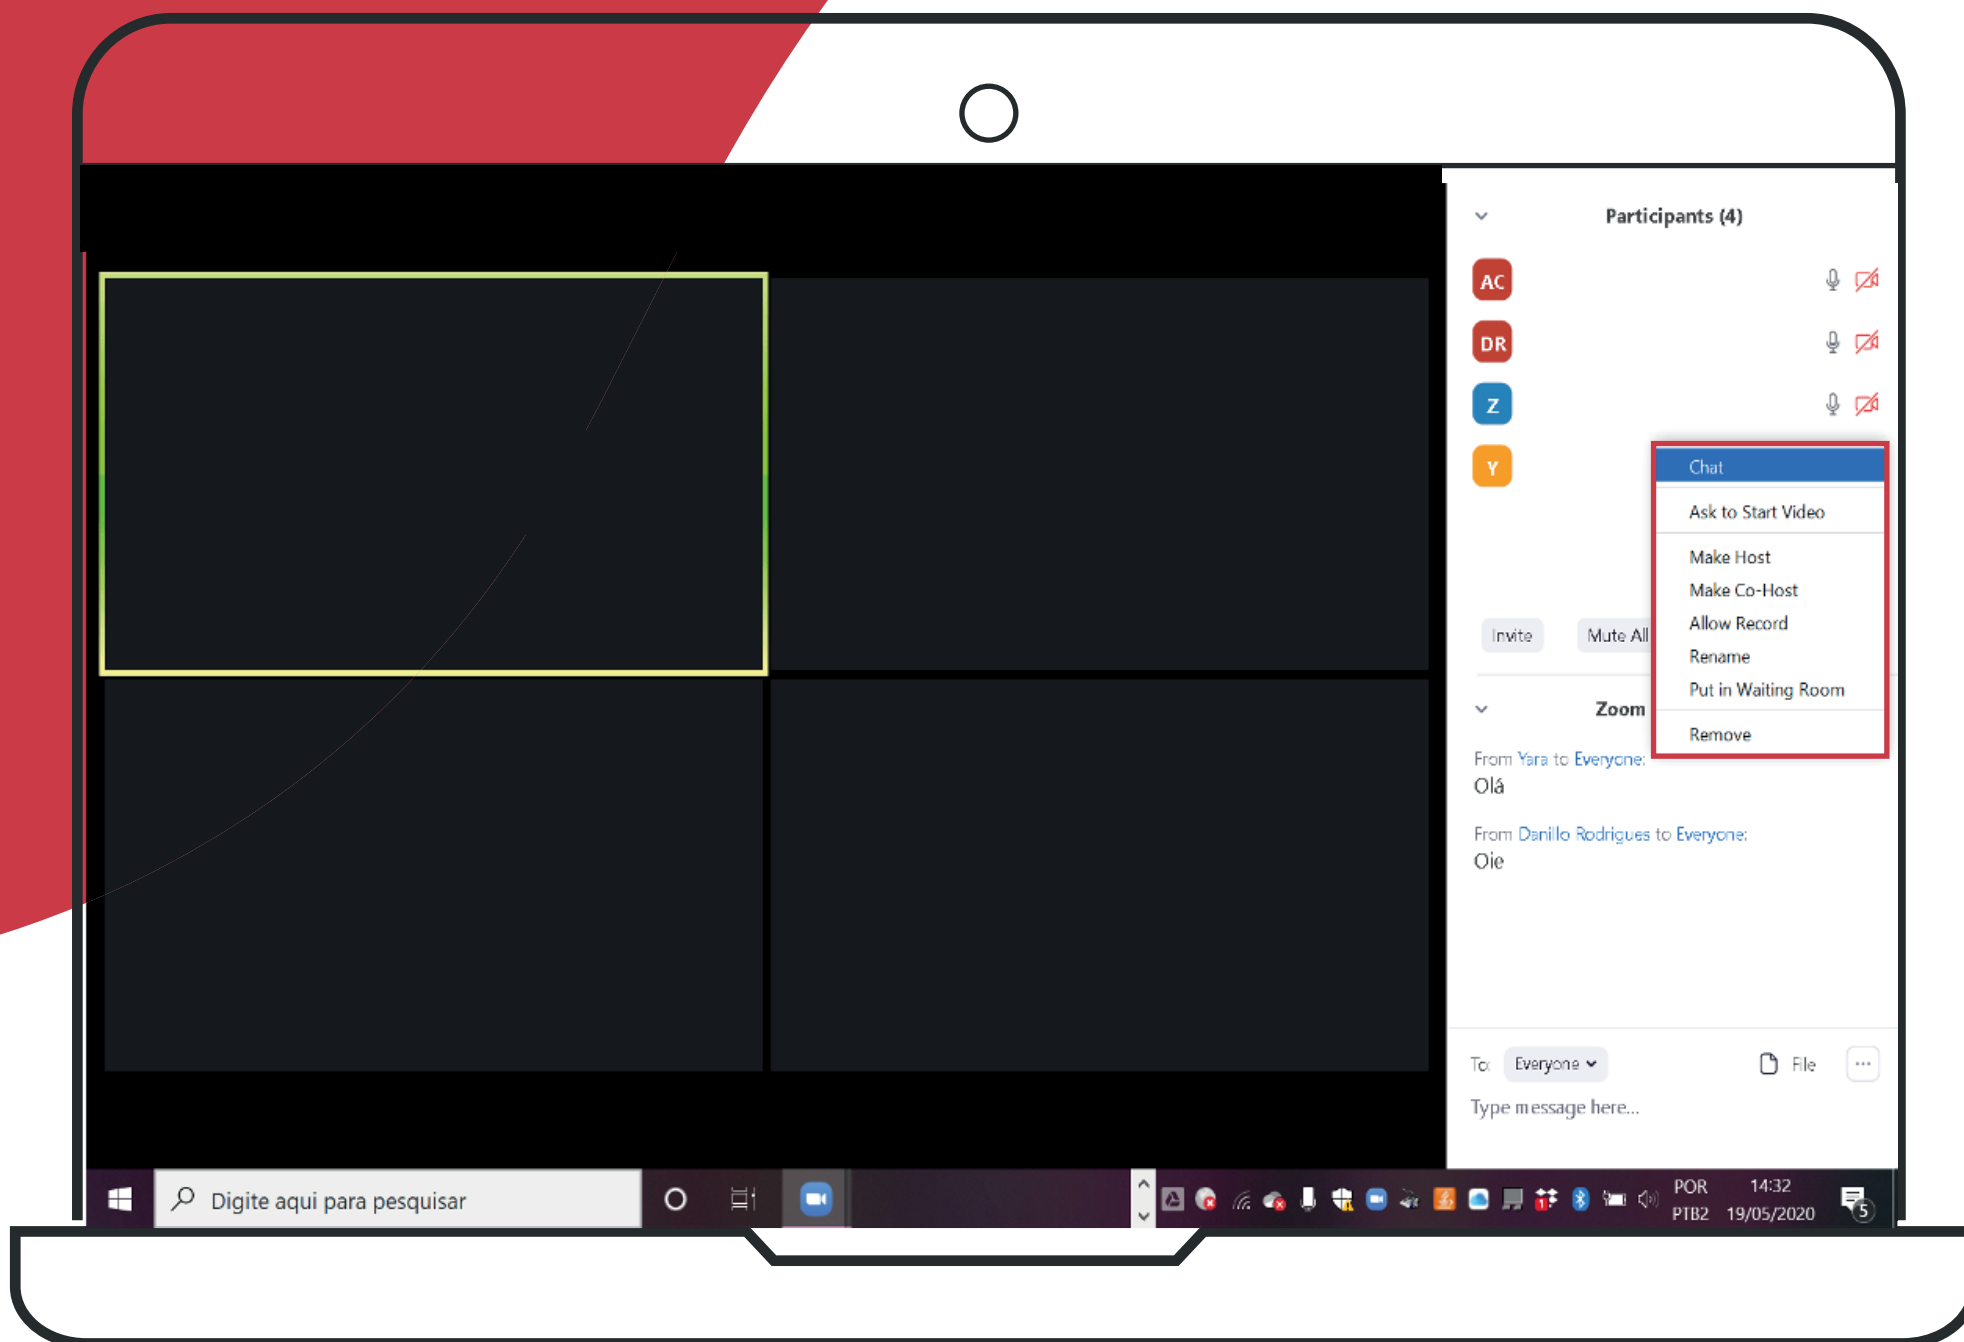 Participants (4)
AC
DR
Z
Y
Chat
Ask to Start Video
Make Host
Make Co-Host
Allow Record
Rename
Put in Waiting Room
Remove
Invite
Mute All
Zoom
From Yara to Everyone:
Olá
From Danillo Rodrigues to Everyone:
Oie
To: Everyone
File
...
Type message here...
Digite aqui para pesquisar
POR
PTB2
14:32
19/05/2020
5
1